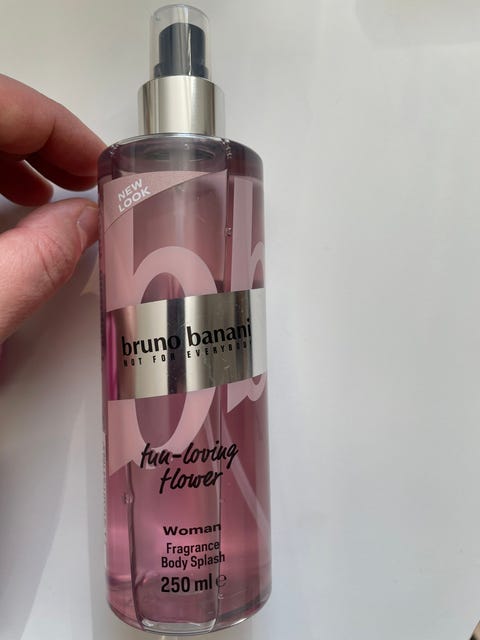 NEW
LOOK
bruno banani
NOT FOR EVERYBODY
fun-loving
flower
Woman
Fragrance
Body Splash
250 ml ℮